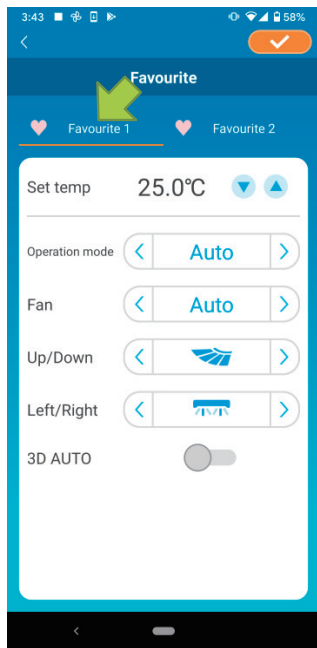 3:43 58%
Favourite
Favourite 1 Favourite 2
Set temp 25.0°C
Operation mode Auto
Fan Auto
Up/Down
Left/Right
3D AUTO